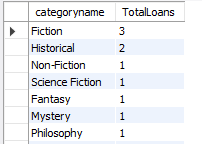 categoryname TotalLoans
Fiction 3
Historical 2
Non-Fiction 1
Science Fiction 1
Fantasy 1
Mystery 1
Philosophy 1